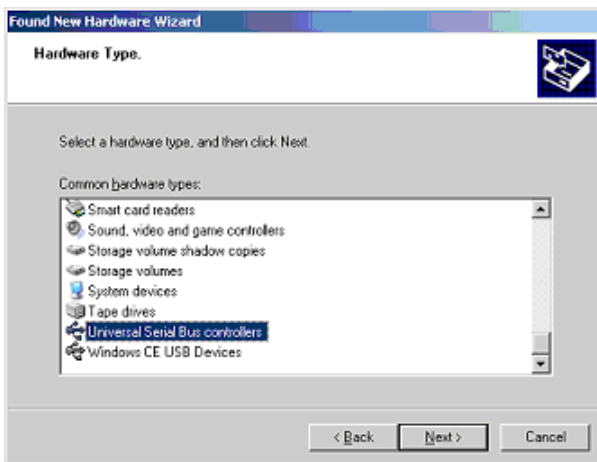 Found New Hardware Wizard
Hardware Type.
Select a hardware type, and then click Next.
Common hardware types:
Smart card readers
Sound, video and game controllers
Storage volume shadow copies
Storage volumes
System devices
Tape drives
Universal Serial Bus controllers
Windows CE USB Devices
< Back Next > Cancel